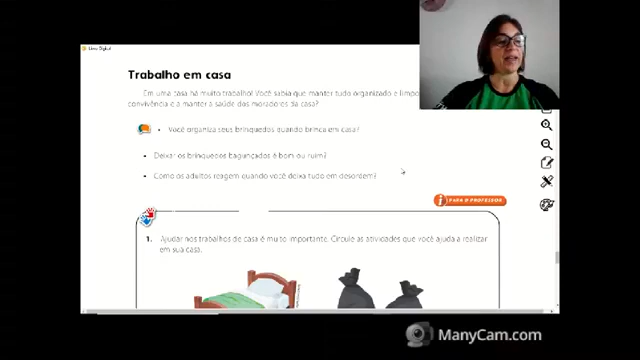 Livro Digital
Trabalho em casa
Em uma casa há muito trabalho! Você sabia que manter tudo organizado e limpo
convivência e a manter a saúde dos moradores da casa?
• Você organiza seus brinquedos quando brinca em casa?
• Deixar os brinquedos bagunçados é bom ou ruim?
• Como os adultos reagem quando você deixa tudo em desordem?
PARA O PROFESSOR
1. Ajudar nos trabalhos de casa é muito importante. Circule as atividades que você ajuda a realizar
em sua casa.
ManyCam.com